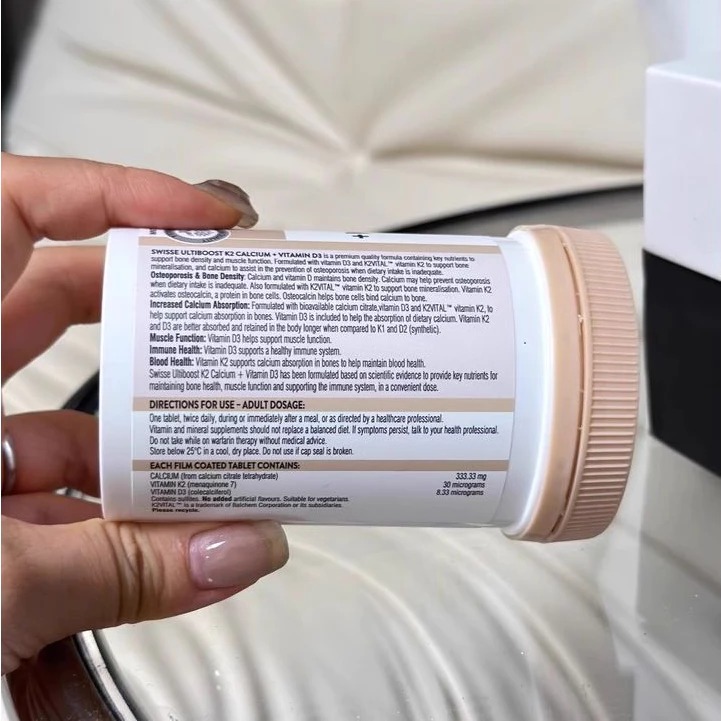 SWISSE ULTIBOOST K2 CALCIUM + VITAMIN D3 is a premium quality formula containing key nutrients to
support bone density and muscle function. Formulated with vitamin D3 and K2VITAL™ vitamin K2 to support bone
mineralisation, and calcium to assist in the prevention of osteoporosis when dietary intake is inadequate.
Osteoporosis & Bone Density: Calcium and vitamin D maintains bone density. Calcium may help prevent osteoporosis
when dietary intake is inadequate. Also formulated with K2VITAL™ vitamin K2 to support bone mineralisation. Vitamin K2
activates osteocalcin, a protein in bone cells. Osteocalcin helps bone cells bind calcium to bone.
Increased Calcium Absorption: Formulated with bioavailable calcium citrate,vitamin D3 and K2VITAL™ vitamin K2, to
help support calcium absorption in bones. Vitamin D3 is included to help the absorption of dietary calcium. Vitamin K2
and D3 are better absorbed and retained in the body longer when compared to K1 and D2 (synthetic).
Muscle Function: Vitamin D3 helps support muscle function.
Immune Health: Vitamin D3 supports a healthy immune system.
Blood Health: Vitamin K2 supports calcium absorption in bones to help maintain blood health.
Swisse Ultiboost K2 Calcium + Vitamin D3 has been formulated based on scientific evidence to provide key nutrients for
maintaining bone health, muscle function and supporting the immune system, in a convenient dose.
DIRECTIONS FOR USE – ADULT DOSAGE:
One tablet, twice daily, during or immediately after a meal, or as directed by a healthcare professional.
Vitamin and mineral supplements should not replace a balanced diet. If symptoms persist, talk to your health professional.
Do not take while on warfarin therapy without medical advice.
Store below 25°C in a cool, dry place. Do not use if cap seal is broken.
EACH FILM COATED TABLET CONTAINS:
CALCIUM (from calcium citrate tetrahydrate) 333.33 mg
VITAMIN K2 (menaquinone 7) 30 micrograms
VITAMIN D3 (colecalciferol) 8.33 micrograms
Contains sulfites. No added artificial flavours. Suitable for vegetarians.
K2VITAL™ is a trademark of Balchem Corporation or its subsidiaries.
Please recycle.